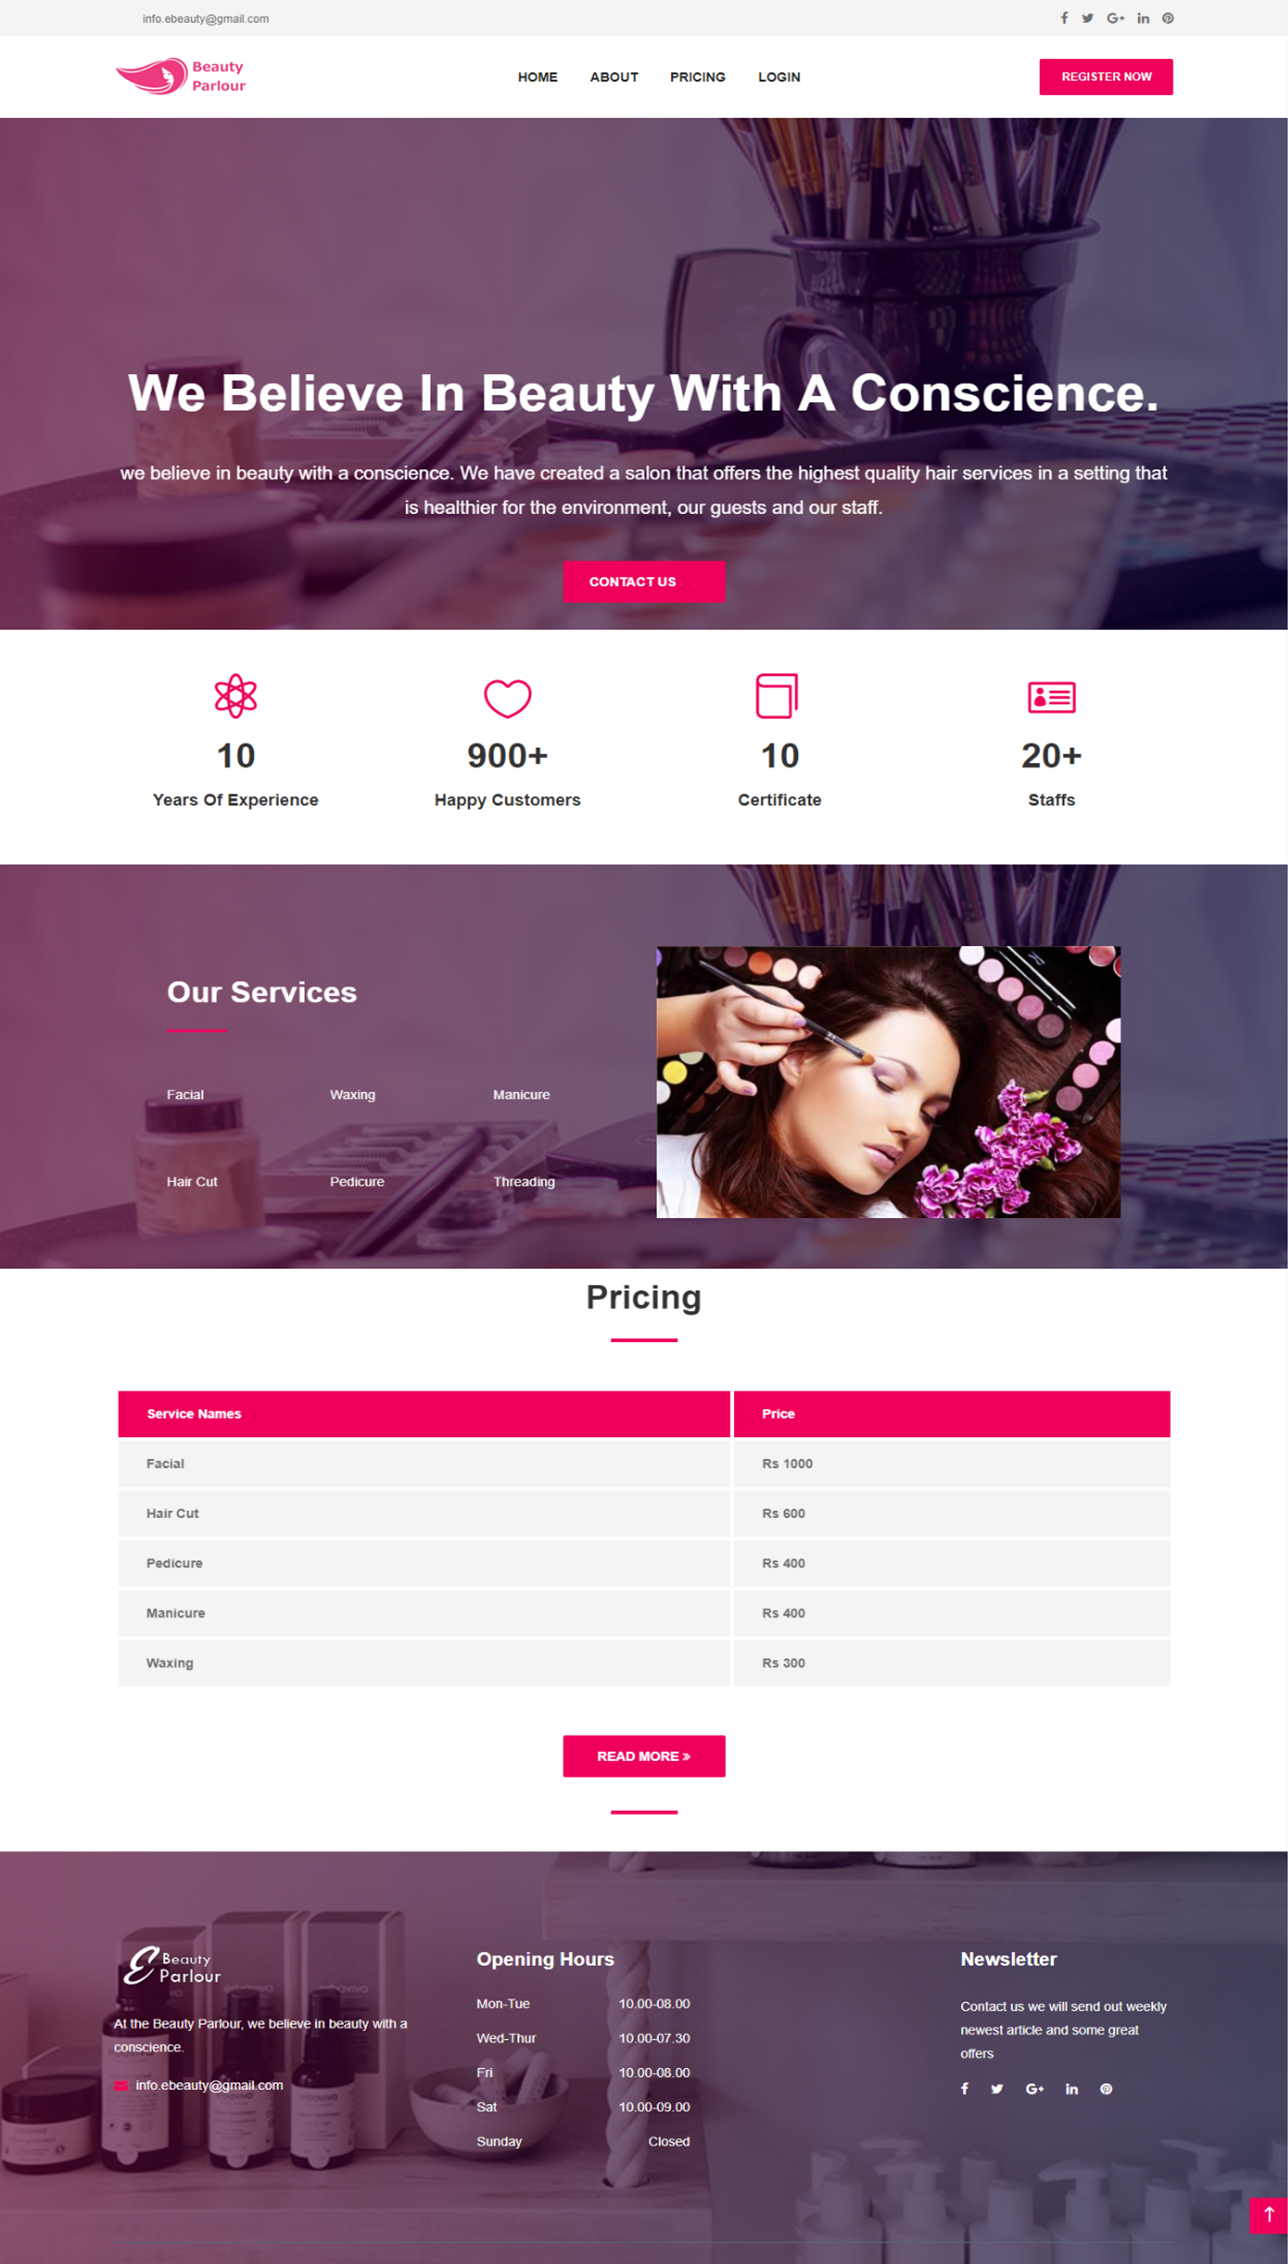 info.ebeauty@gmail.com
Beauty
Parlour
HOME ABOUT PRICING LOGIN
REGISTER NOW
We Believe In Beauty With A Conscience.
we believe in beauty with a conscience. We have created a salon that offers the highest quality hair services in a setting that
is healthier for the environment, our guests and our staff.
CONTACT US
10 900+ 10 20+
Years Of Experience Happy Customers Certificate Staffs
Our Services
Facial Waxing Manicure
Hair Cut Pedicure Threading
Pricing
Service Names Price
Facial Rs 1000
Hair Cut Rs 600
Pedicure Rs 400
Manicure Rs 400
Waxing Rs 300
READ MORE »
E Beauty
Parlour
At the Beauty Parlour, we believe in beauty with a
conscience.
info.ebeauty@gmail.com
Opening Hours
Mon-Tue 10.00-08.00
Wed-Thur 10.00-07.30
Fri 10.00-08.00
Sat 10.00-09.00
Sunday Closed
Newsletter
Contact us we will send out weekly
newest article and some great
offers